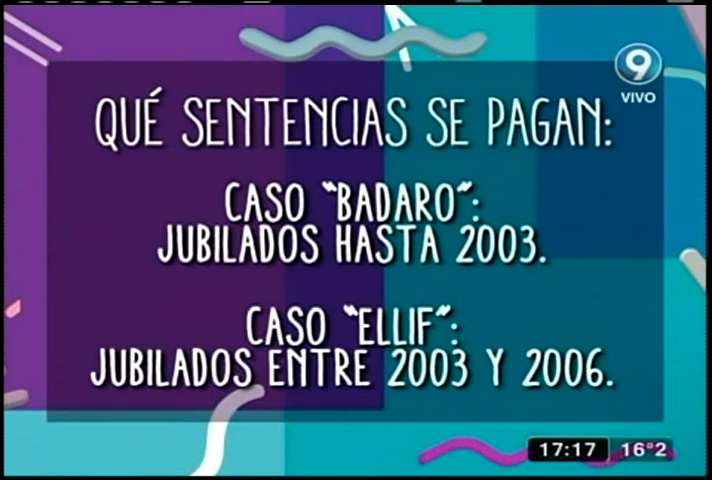 9
VIVO
QUÉ SENTENCIAS SE PAGAN:
CASO "BADARO":
JUBILADOS HASTA 2003.
CASO "ELLIF":
JUBILADOS ENTRE 2003 Y 2006.
17:17 16°2